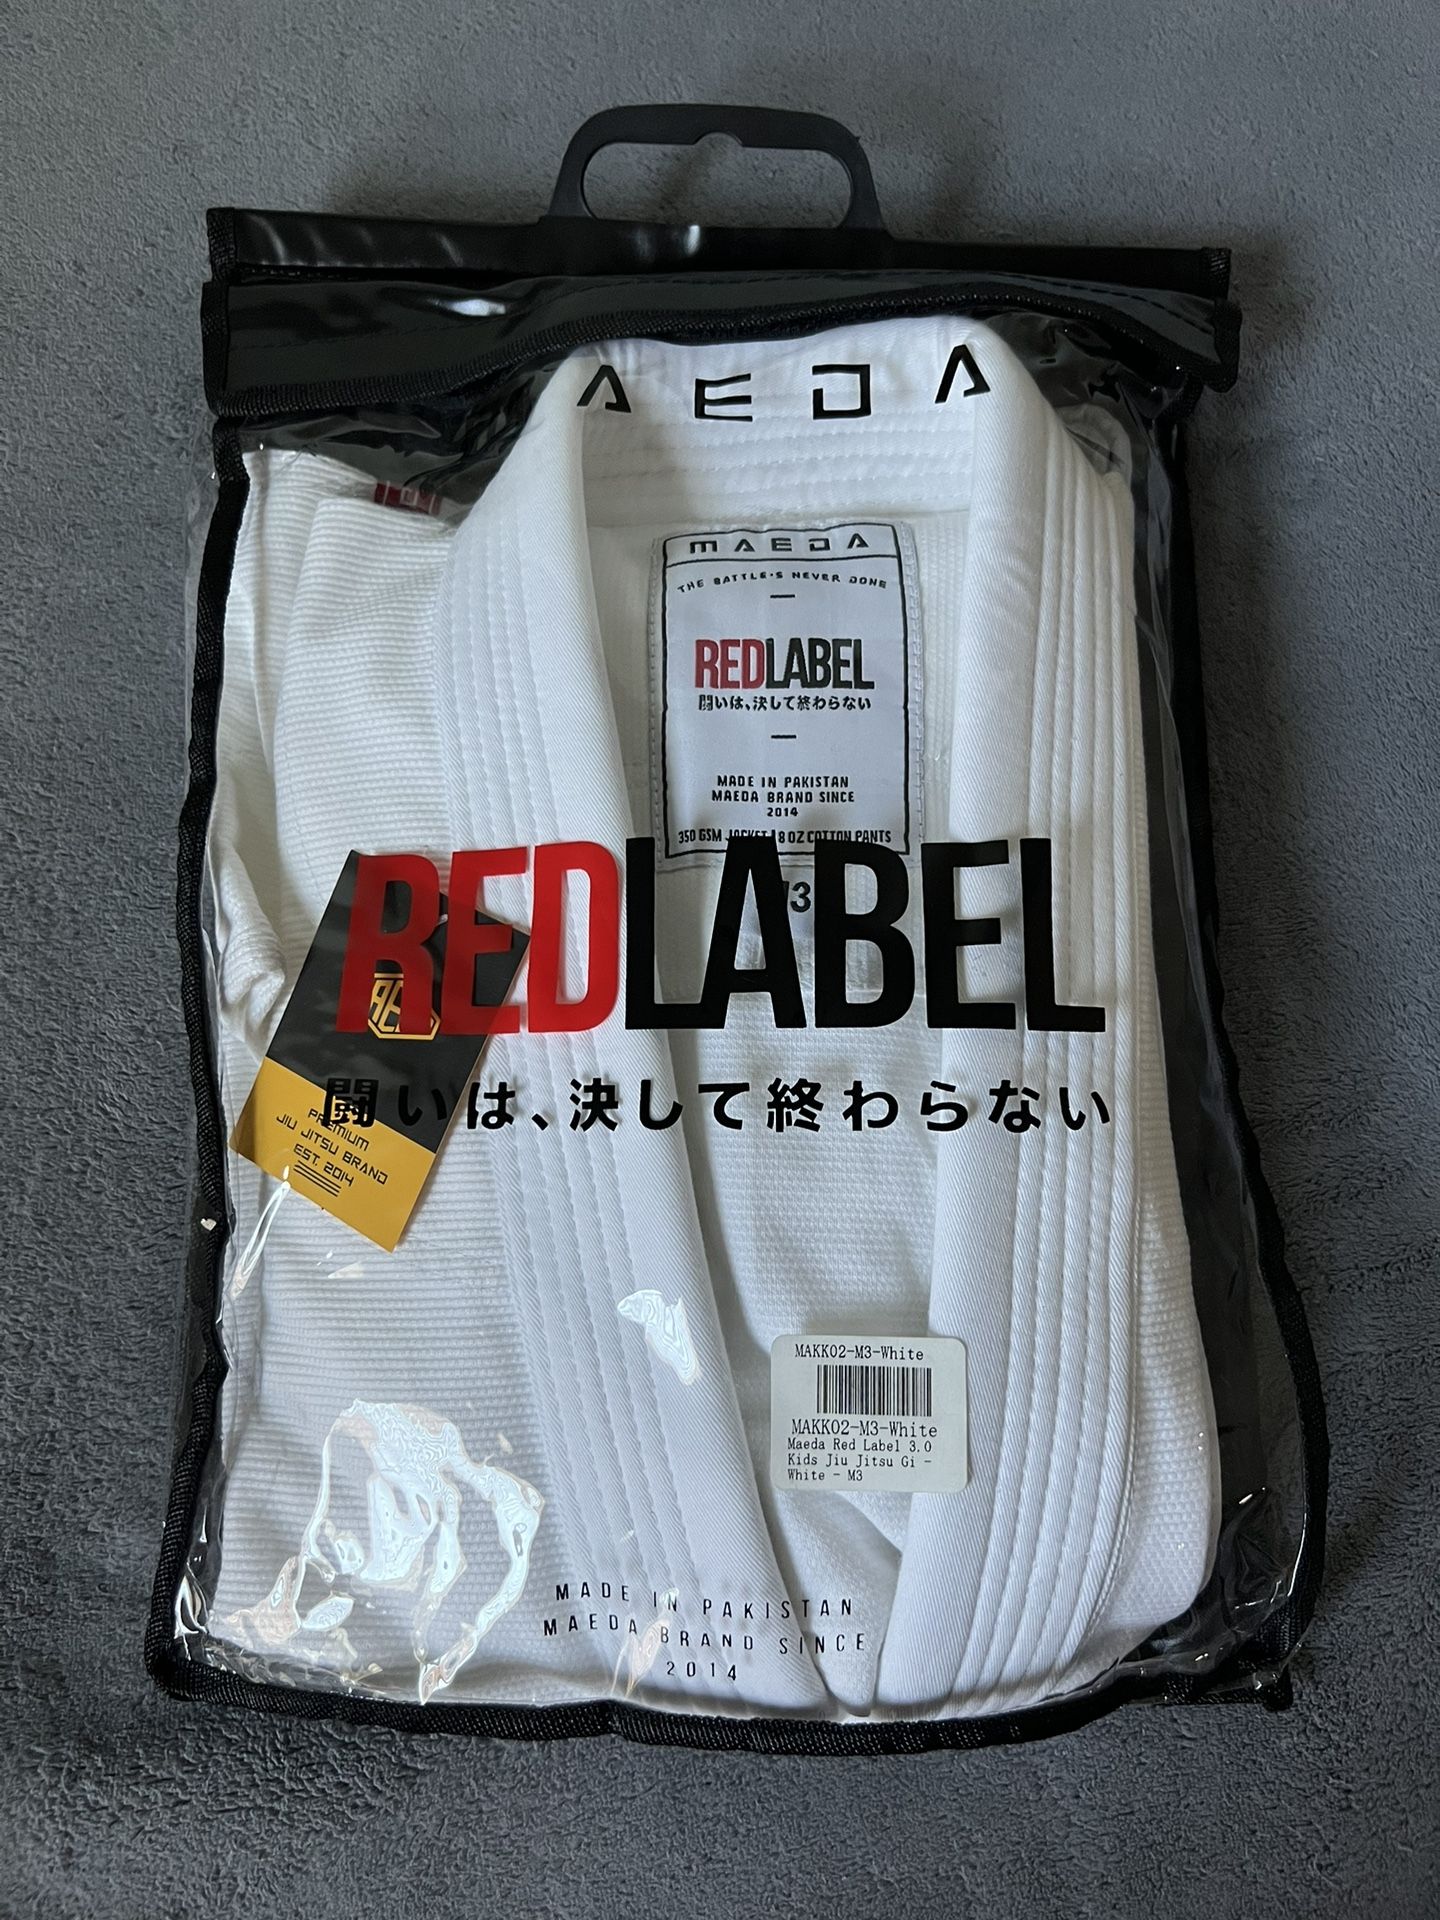 AEDA
MAEDA
THE BATTLE'S NEVER DONE
REDLABEL
闘いは、決して終わらない
MADE IN PAKISTAN
MAEDA BRAND SINCE
2014
350 GSM JACKET | 8 OZ COTTON PANTS
REDLABEL
闘いは、決して終わらない
PREMIUM
JIU JITSU BRAND
EST. 2014
MAKK02-M3-White
MAKK02-M3-White
Maeda Red Label 3.0
Kids Jiu Jitsu Gi -
White - M3
MADE IN PAKISTAN
MAEDA BRAND SINCE
2014